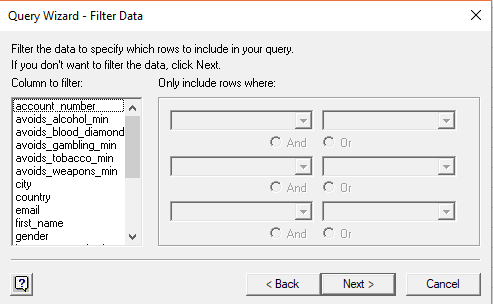 Query Wizard - Filter Data
Filter the data to specify which rows to include in your query.
If you don't want to filter the data, click Next.
Column to filter:
Only include rows where:
account_number
avoids_alcohol_min
avoids_blood_diamond
avoids_gambling_min
avoids_tobacco_min
avoids_weapons_min
city
country
email
first_name
gender
And Or
And Or
And Or
?
< Back
Next >
Cancel